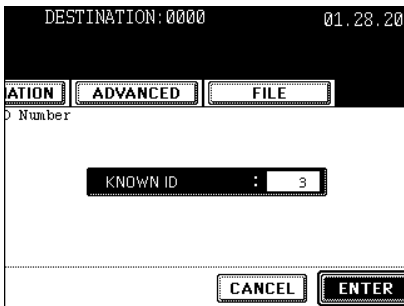 DESTINATION:0000 01.28.20
ATION ADVANCED FILE
D Number
KNOWN ID : 3
CANCEL ENTER